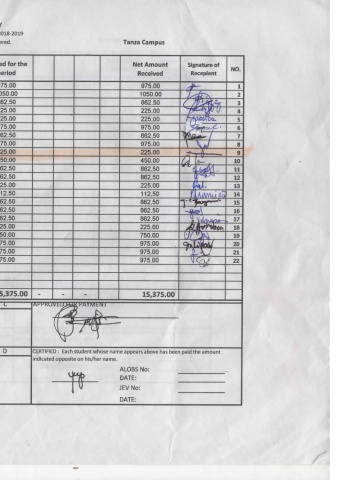 2018-2019
ered.
Tanza Campus
ed for the
eriod
Net Amount
Received
Signature of
Recepient
NO.
75.00 975.00 1
050.00 1050.00 2
62.50 862.50 3
25.00 225.00 4
25.00 225.00 5
75.00 975.00 6
62.50 862.50 7
75.00 975.00 8
25.00 225.00 9
50.00 450.00 10
62.50 862.50 11
62.50 862.50 12
25.00 225.00 13
12.50 112.50 14
62.50 862.50 15
62.50 862.50 16
62.50 862.50 17
25.00 225.00 18
50.00 750.00 19
75.00 975.00 20
75.00 975.00 21
75.00 975.00 22
5,375.00 - - - 15,375.00
C APPROVED FOR PAYMENT
D CERTIFIED : Each student whose name appears above has been paid the amount
indicated opposite on his/her name.
ALOBS No:
DATE:
JEV No:
DATE: